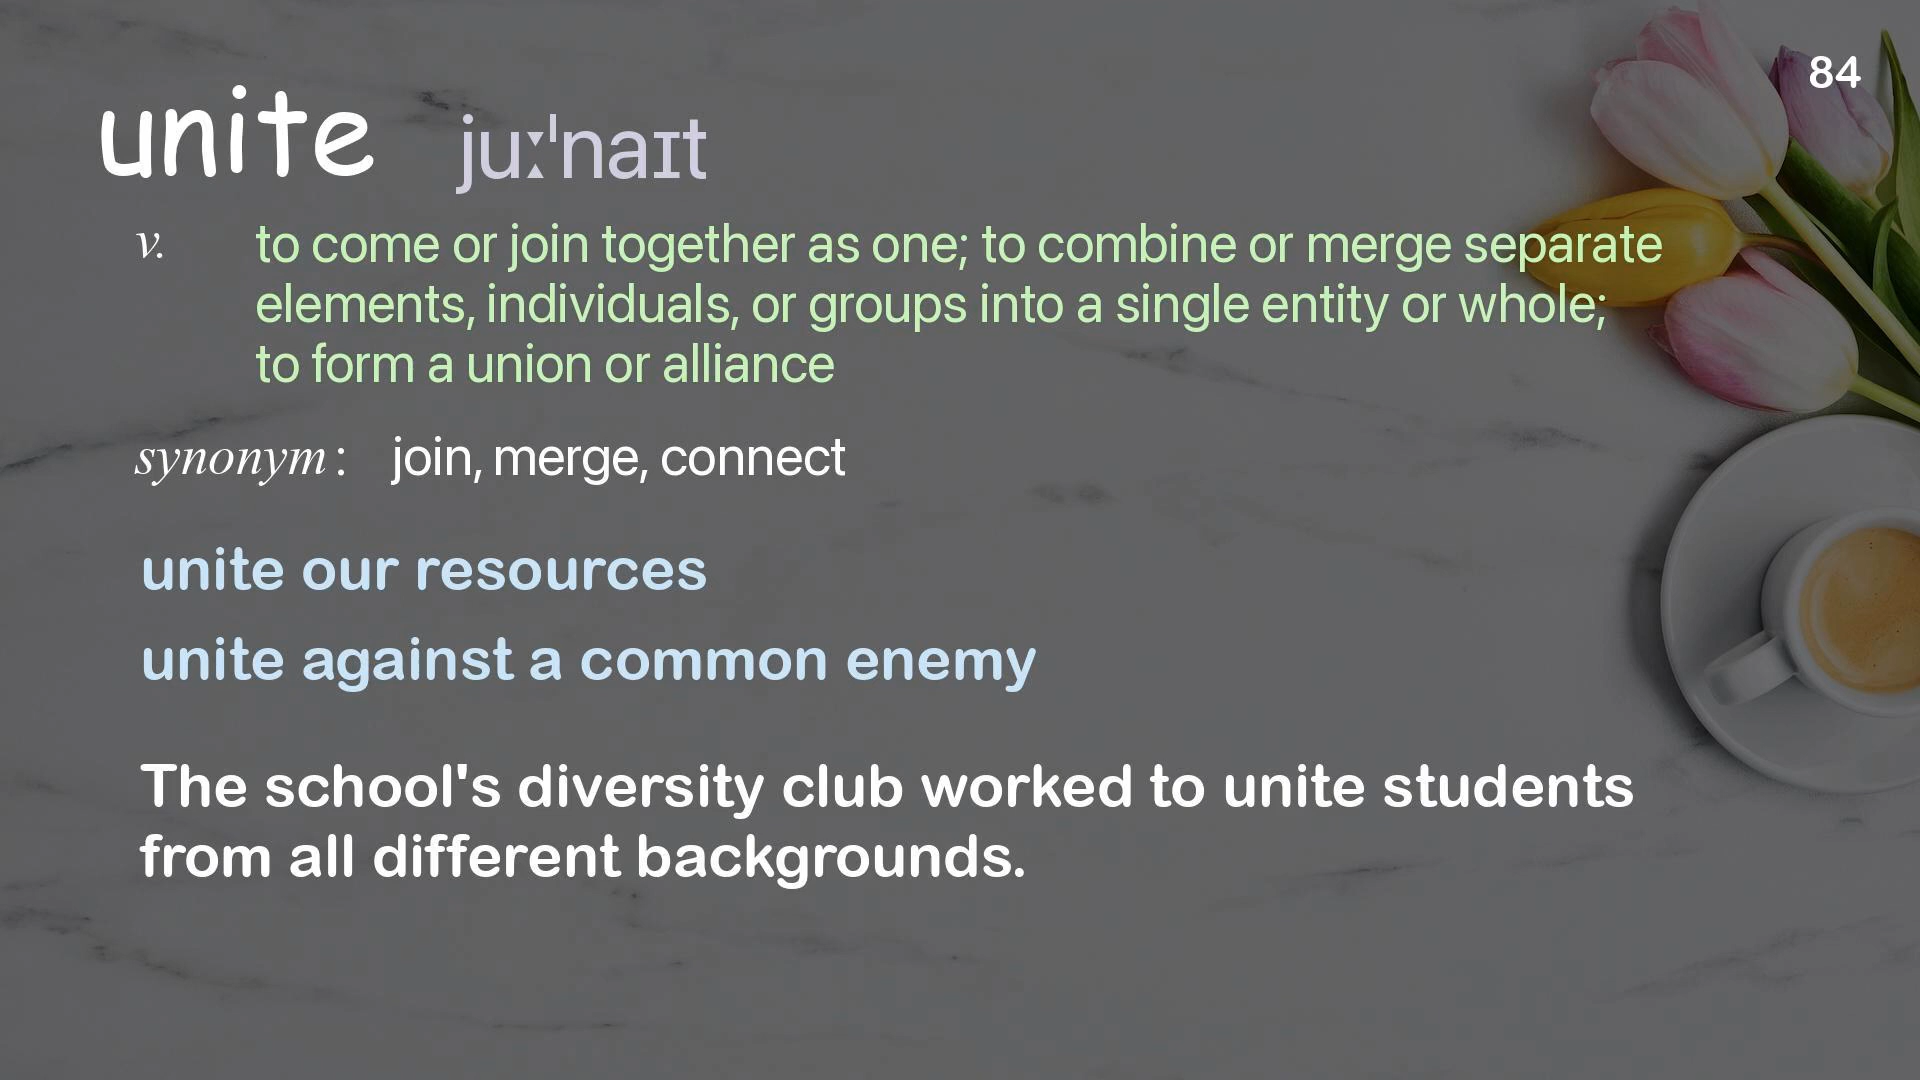 84
unite juːˈnaɪt
v. to come or join together as one; to combine or merge separate
elements, individuals, or groups into a single entity or whole;
to form a union or alliance
synonym : join, merge, connect
unite our resources
unite against a common enemy
The school's diversity club worked to unite students
from all different backgrounds.